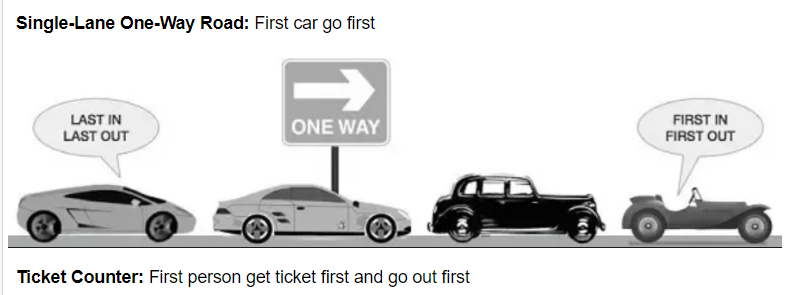 Single-Lane One-Way Road: First car go first
LAST IN
LAST OUT
ONE WAY
FIRST IN
FIRST OUT
Ticket Counter: First person get ticket first and go out first